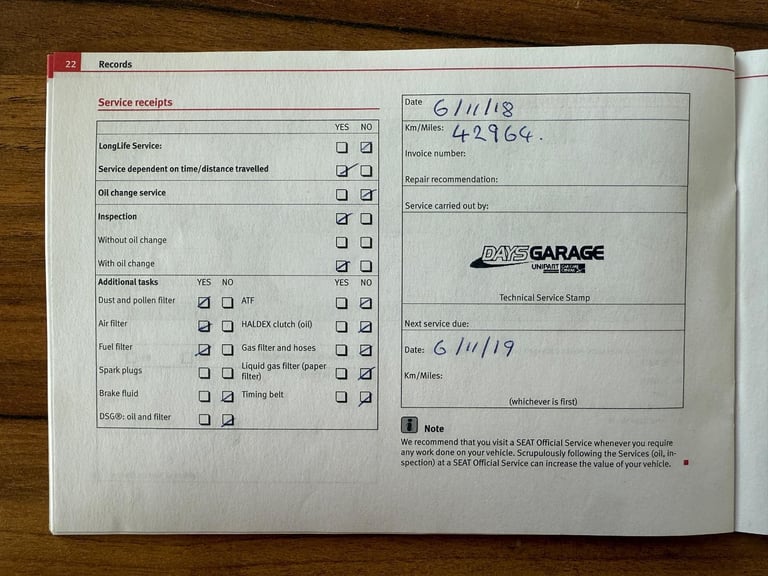 22 Records
Service receipts
YES NO
LongLife Service:
Service dependent on time/distance travelled
Oil change service
Inspection
Without oil change
With oil change
Additional tasks YES NO YES NO
Dust and pollen filter ATF
Air filter HALDEX clutch (oil)
Fuel filter Gas filter and hoses
Spark plugs Liquid gas filter (paper
filter)
Brake fluid Timing belt
DSG®: oil and filter
Date 6/11/18
Km/Miles: 42964.
Invoice number:
Repair recommendation:
Service carried out by:
DAYSGARAGE
UNIPART CAR CARE CENTRE
Technical Service Stamp
Next service due:
Date: 6/11/19
Km/Miles:
(whichever is first)
i Note
We recommend that you visit a SEAT Official Service whenever you require
any work done on your vehicle. Scrupulously following the Services (oil, in-
spection) at a SEAT Official Service can increase the value of your vehicle.